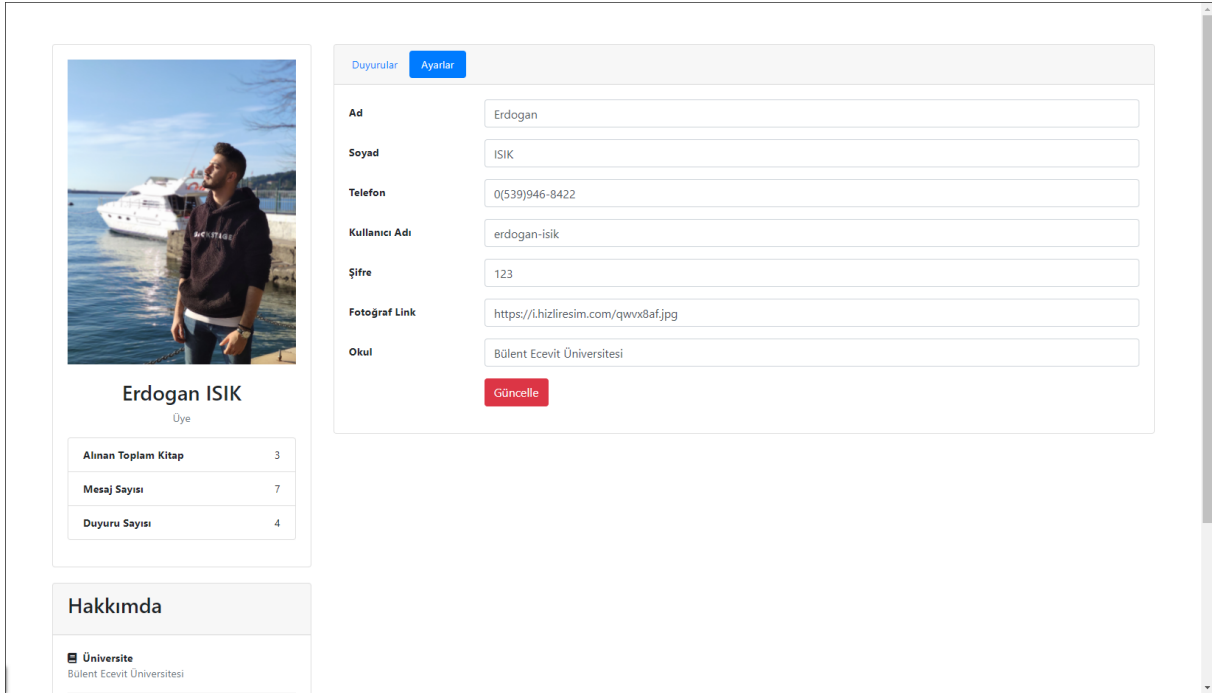 Duyurular Ayarlar
Ad Erdogan
Soyad ISIK
Telefon 0(539)946-8422
Kullanıcı Adı erdogan-isik
Şifre 123
Fotoğraf Link https://i.hizliresim.com/qwvx8af.jpg
Okul Bülent Ecevit Üniversitesi
Güncelle
BACKSTAGE
Erdogan ISIK
Üye
Alınan Toplam Kitap 3
Mesaj Sayısı 7
Duyuru Sayısı 4
Hakkımda
Üniversite
Bülent Ecevit Üniversitesi